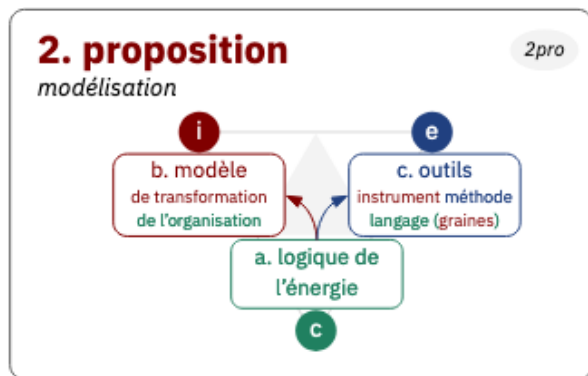 2. proposition
2pro
modélisation
i
e
b. modèle
de transformation
de l'organisation
c. outils
instrument méthode
langage (graines)
a. logique de
l'énergie
c